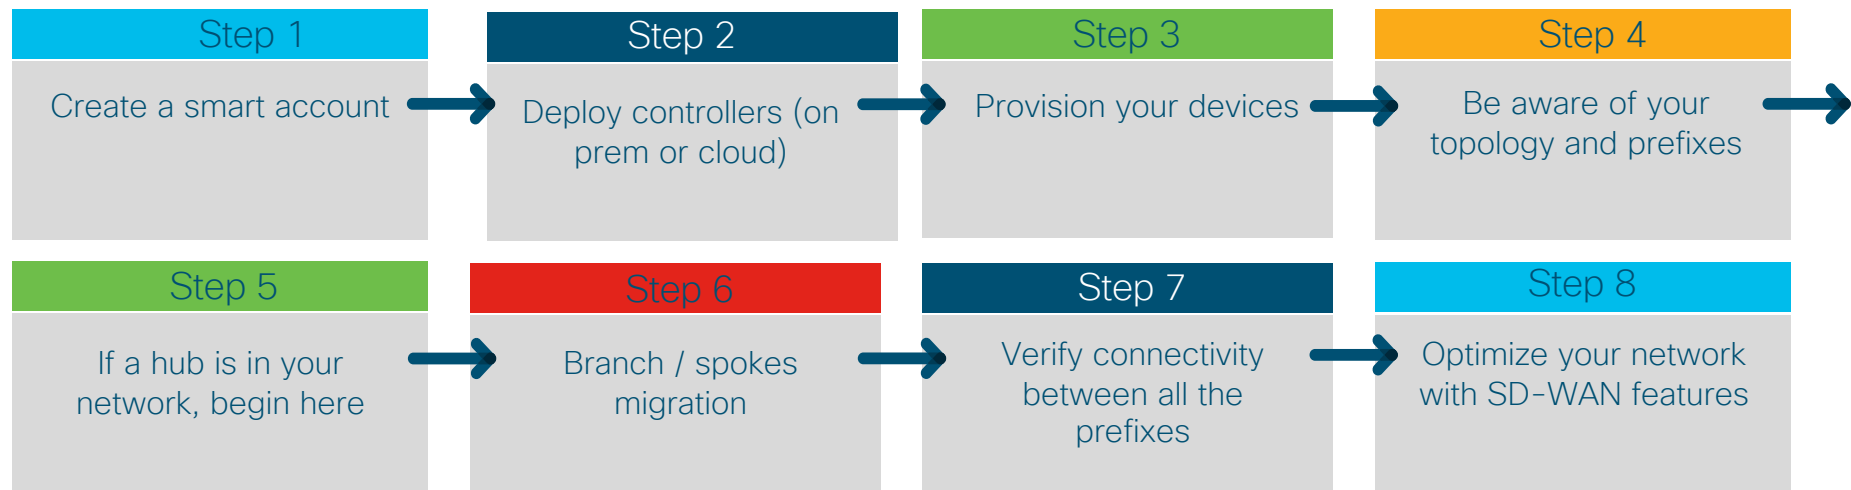 Step 1
Create a smart account
Step 2
Deploy controllers (on
prem or cloud)
Step 3
Provision your devices
Step 4
Be aware of your
topology and prefixes
Step 5
If a hub is in your
network, begin here
Step 6
Branch / spokes
migration
Step 7
Verify connectivity
between all the
prefixes
Step 8
Optimize your network
with SD-WAN features